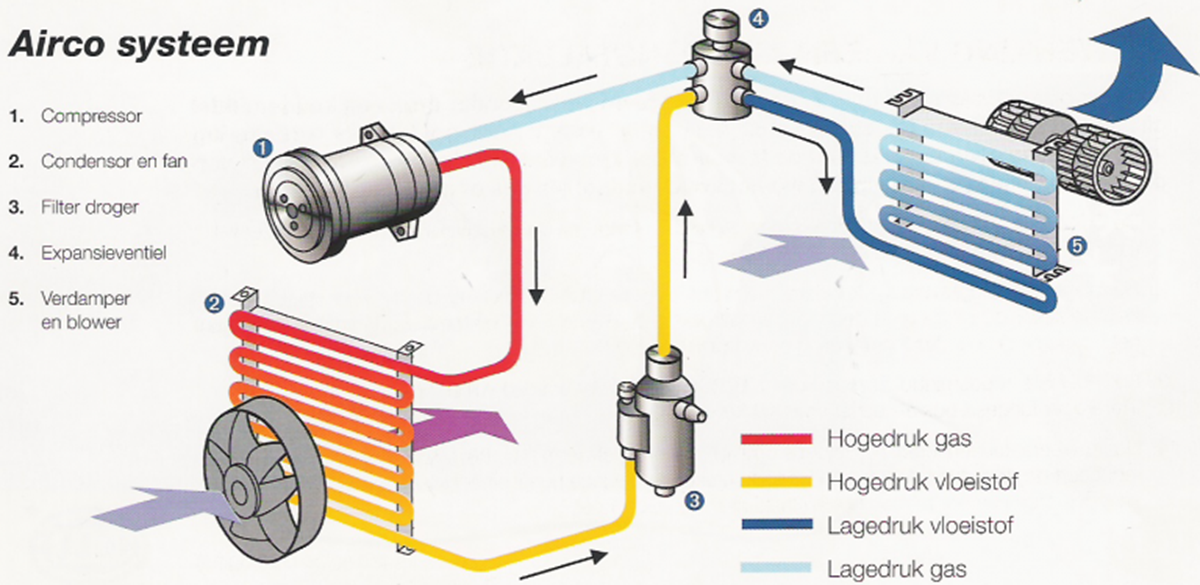 Airco systeem
1. Compressor
2. Condensor en fan
3. Filter droger
4. Expansieventiel
5. Verdamper
en blower
4
1
5
2
3
Hogedruk gas
Hogedruk vloeistof
Lagedruk vloeistof
Lagedruk gas